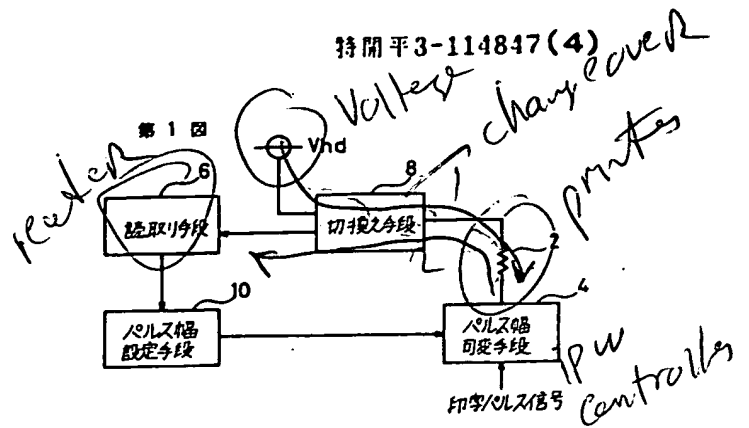 特開平3-114847(4)
Voltage
changeover
printer
reader
第1図
Vhd
6
読取り手段
8
切換え手段
2
10
パルス幅
設定手段
4
パルス幅
可変手段
印字パルス信号
PW
controller